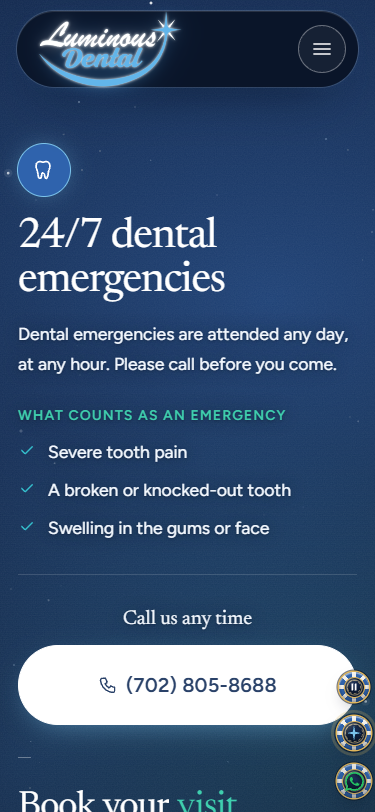 Luminous
Dental
24/7 dental
emergencies
Dental emergencies are attended any day,
at any hour. Please call before you come.
WHAT COUNTS AS AN EMERGENCY
Severe tooth pain
A broken or knocked-out tooth
Swelling in the gums or face
Call us any time
(702) 805-8688
Book your visit